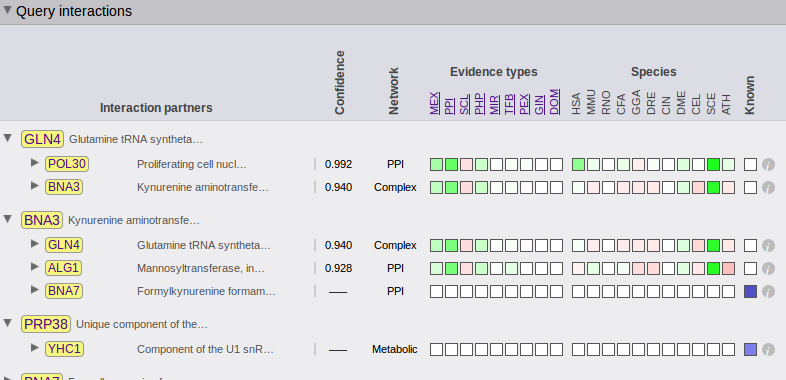 Query interactions
Interaction partners Confidence Network Evidence types Species Known
MEX PPI SCL PHP MIR TFB PEX GIN DOM HSA MMU RNO CFA GGA DRE CIN DME CEL SCE ATH
GLN4 Glutamine tRNA syntheta…
POL30 Proliferating cell nucl… 0.992 PPI
BNA3 Kynurenine aminotransfe… 0.940 Complex
BNA3 Kynurenine aminotransfe…
GLN4 Glutamine tRNA syntheta… 0.940 Complex
ALG1 Mannosyltransferase, in… 0.928 PPI
BNA7 Formylkynurenine formam… — PPI
PRP38 Unique component of the…
YHC1 Component of the U1 snR… — Metabolic
BNA7